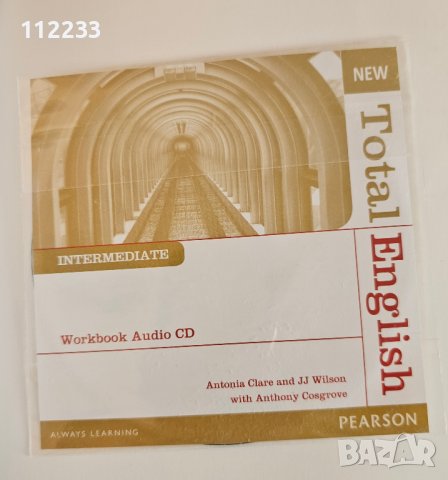 112233
NEW
Total English
INTERMEDIATE
Workbook Audio CD
Antonia Clare and JJ Wilson
with Anthony Cosgrove
ALWAYS LEARNING
PEARSON
БАЗАР